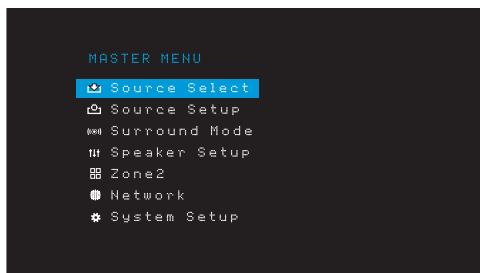 MASTER MENU
Source Select
Source Setup
Surround Mode
Speaker Setup
Zone2
Network
System Setup